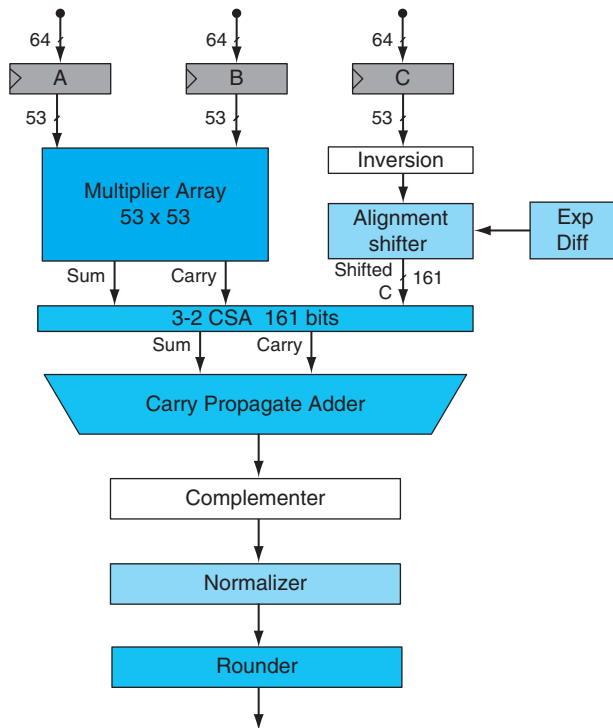 64
64
64
A
B
C
53
53
53
Inversion
Multiplier Array
53 x 53
Alignment
shifter
Exp
Diff
Sum
Carry
Shifted
C
161
3-2 CSA 161 bits
Sum
Carry
Carry Propagate Adder
Complementer
Normalizer
Rounder